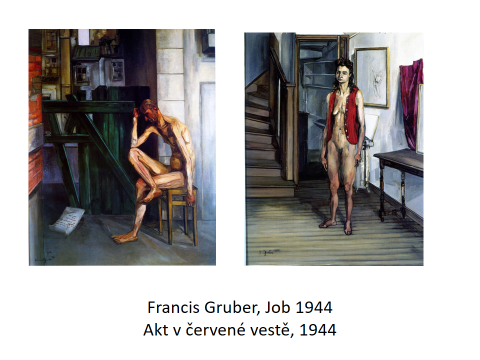 Francis Gruber, Job 1944
Akt v červené vestě, 1944